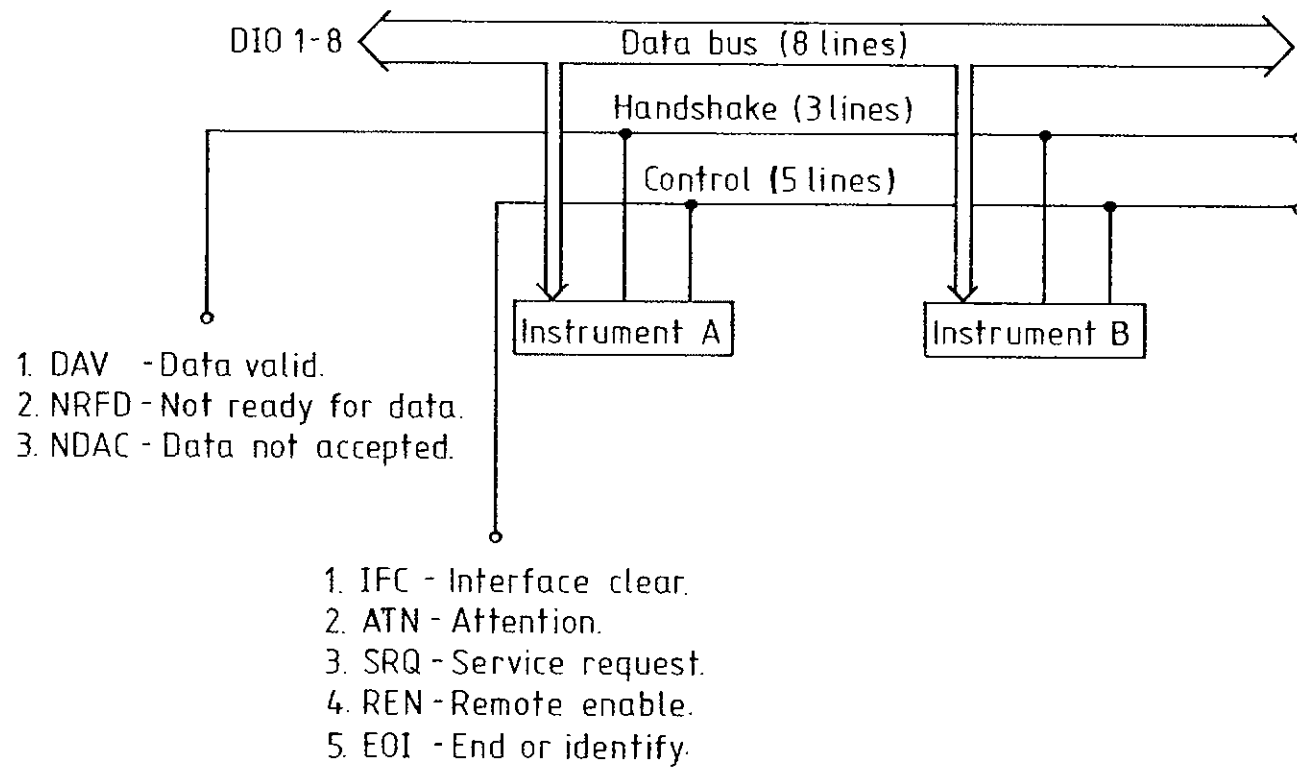 DIO 1-8
Data bus (8 lines)
Handshake (3 lines)
Control (5 lines)
Instrument A
Instrument B
1. DAV - Data valid.
2. NRFD - Not ready for data.
3. NDAC - Data not accepted.
1. IFC - Interface clear.
2. ATN - Attention.
3. SRQ - Service request.
4. REN - Remote enable.
5. EOI - End or identify.